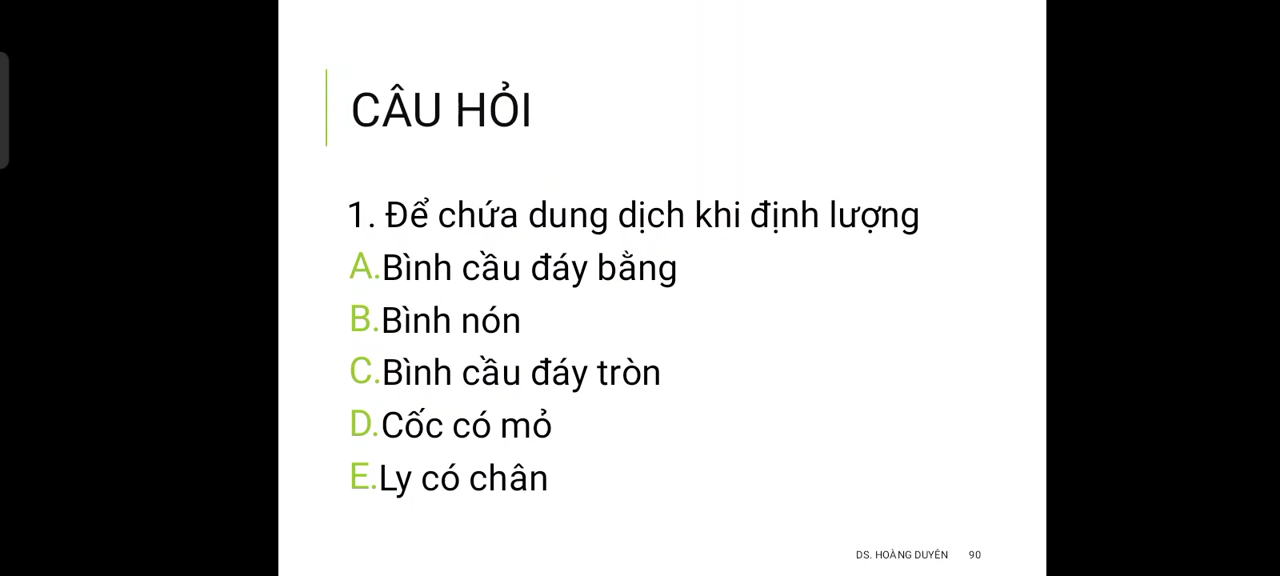 CÂU HỎI
1. Để chứa dung dịch khi định lượng
A.Bình cầu đáy bằng
B.Bình nón
C.Bình cầu đáy tròn
D.Cốc có mỏ
E.Ly có chân
DS. HOÀNG DUYÊN 90